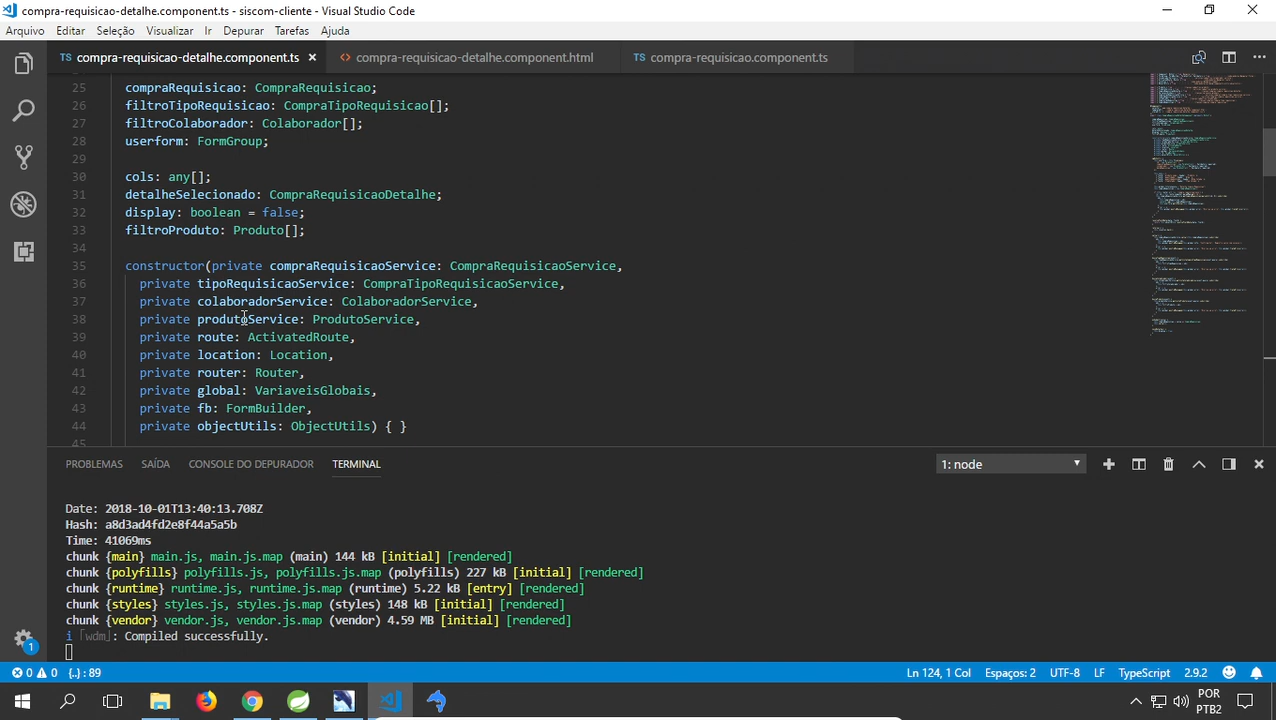 compra-requisicao-detalhe.component.ts - siscom-cliente - Visual Studio Code
Arquivo Editar Seleção Visualizar Ir Depurar Tarefas Ajuda
TS compra-requisicao-detalhe.component.ts × <> compra-requisicao-detalhe.component.html TS compra-requisicao.component.ts
25 compraRequisicao: CompraRequisicao;
26 filtroTipoRequisicao: CompraTipoRequisicao[];
27 filtroColaborador: Colaborador[];
28 userform: FormGroup;
29
30 cols: any[];
31 detalheSelecionado: CompraRequisicaoDetalhe;
32 display: boolean = false;
33 filtroProduto: Produto[];
34
35 constructor(private compraRequisicaoService: CompraRequisicaoService,
36 private tipoRequisicaoService: CompraTipoRequisicaoService,
37 private colaboradorService: ColaboradorService,
38 private produtoService: ProdutoService,
39 private route: ActivatedRoute,
40 private location: Location,
41 private router: Router,
42 private global: VariaveisGlobais,
43 private fb: FormBuilder,
44 private objectUtils: ObjectUtils) { }
45
PROBLEMAS SAÍDA CONSOLE DO DEPURADOR TERMINAL 1: node
Date: 2018-10-01T13:40:13.708Z
Hash: a8d3ad4fd2e8f44a5a5b
Time: 41069ms
chunk {main} main.js, main.js.map (main) 144 kB [initial] [rendered]
chunk {polyfills} polyfills.js, polyfills.js.map (polyfills) 227 kB [initial] [rendered]
chunk {runtime} runtime.js, runtime.js.map (runtime) 5.22 kB [entry] [rendered]
chunk {styles} styles.js, styles.js.map (styles) 148 kB [initial] [rendered]
chunk {vendor} vendor.js, vendor.js.map (vendor) 4.59 MB [initial] [rendered]
i ｢wdm｣: Compiled successfully.
1
0 0 {..} : 89 Ln 124, 1 Col Espaços: 2 UTF-8 LF TypeScript 2.9.2
POR
PTB2